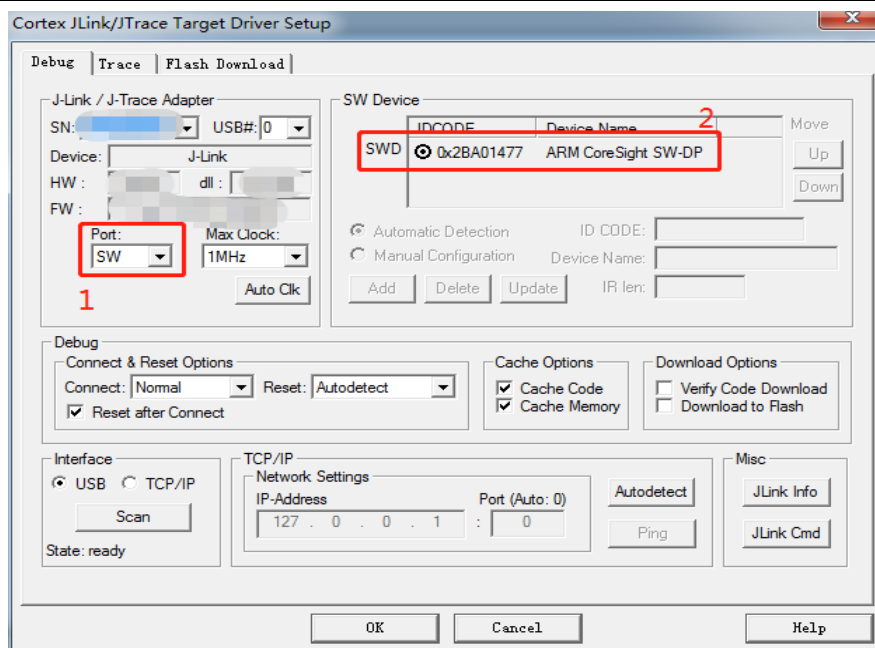 Cortex JLink/JTrace Target Driver Setup
Debug Trace Flash Download
J-Link / J-Trace Adapter
SN: USB#: 0
Device: J-Link
HW : dll :
FW :
Port: Max Clock:
SW 1MHz
1
Auto Clk
SW Device
2
IDCODE Device Name Move
SWD 0x2BA01477 ARM CoreSight SW-DP Up
Down
Automatic Detection ID CODE:
Manual Configuration Device Name:
Add Delete Update IR len:
Debug
Connect & Reset Options
Connect: Normal Reset: Autodetect
Reset after Connect
Cache Options
Cache Code
Cache Memory
Download Options
Verify Code Download
Download to Flash
Interface
USB TCP/IP
Scan
State: ready
TCP/IP
Network Settings
IP-Address Port (Auto: 0)
127 . 0 . 0 . 1 : 0
Autodetect
Ping
Misc
JLink Info
JLink Cmd
OK Cancel Help